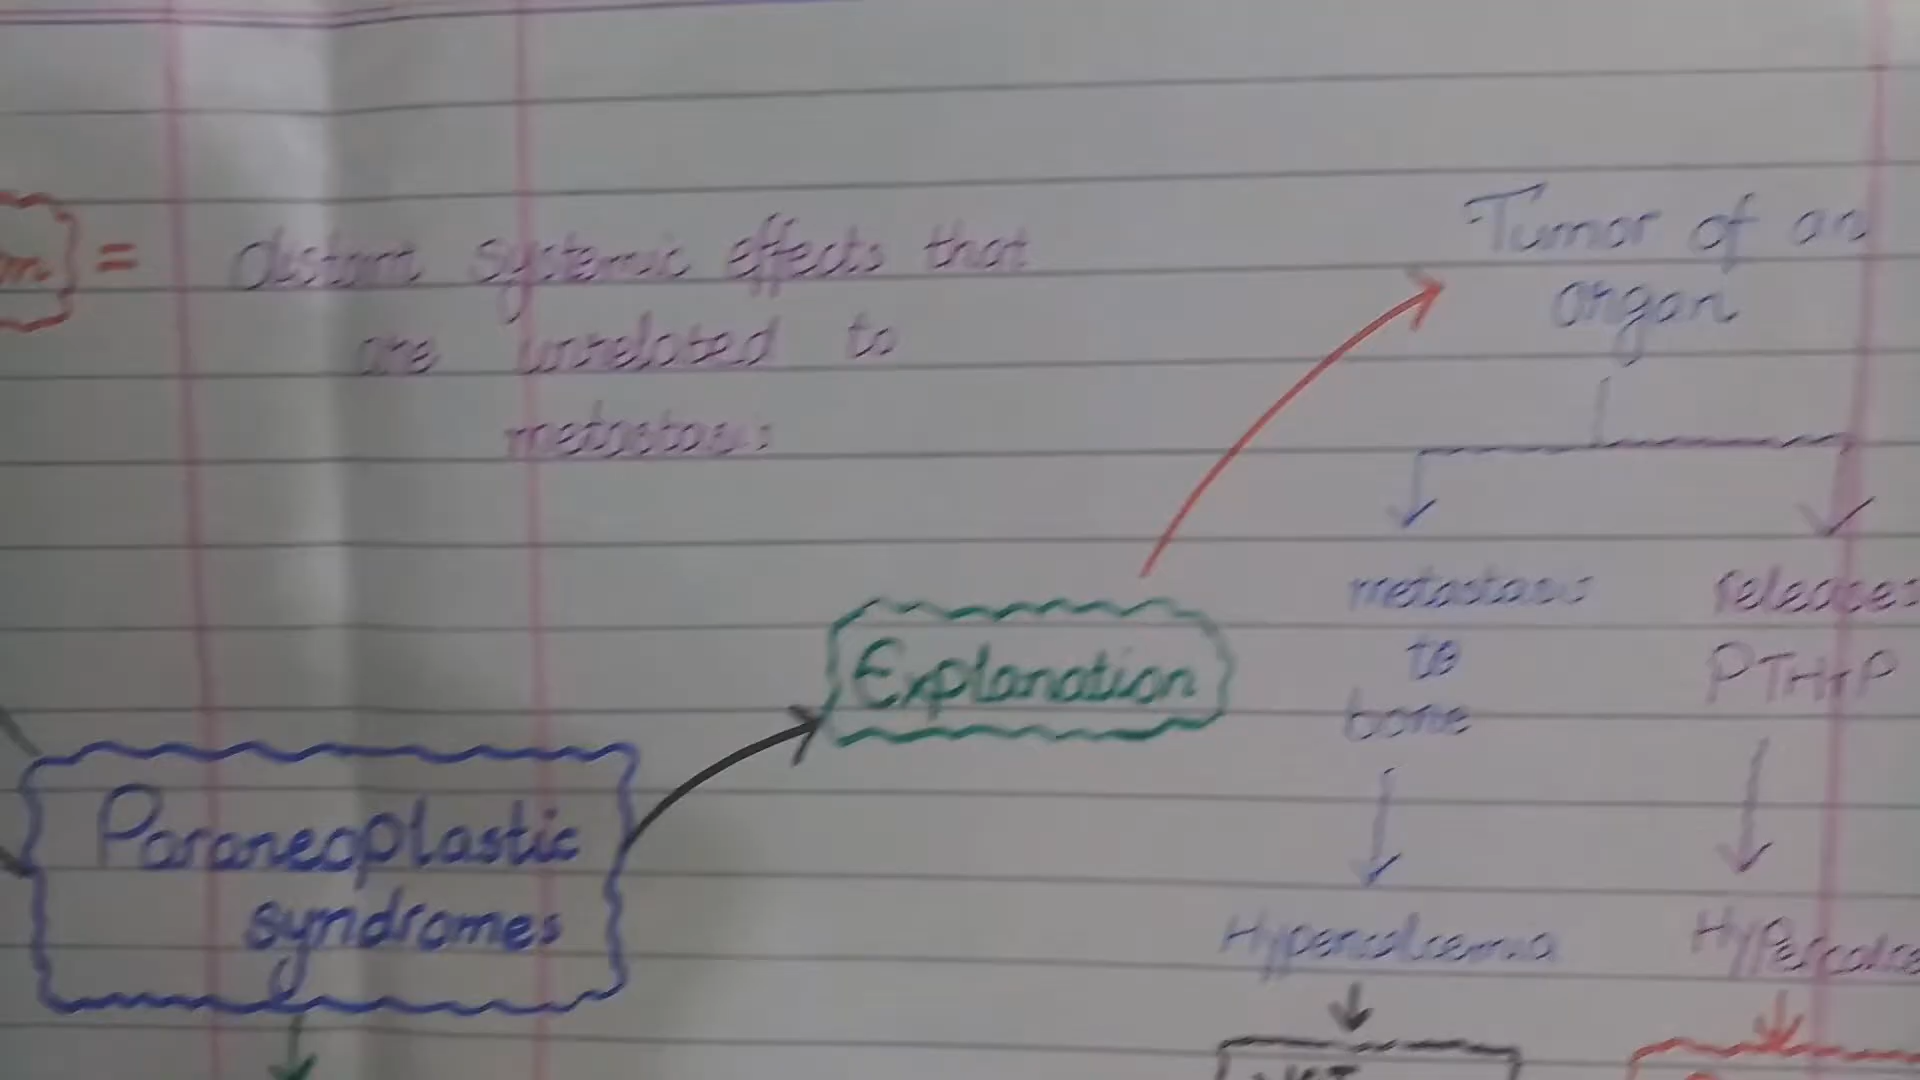 = distant systemic effects that
are unrelated to
metastasis
Tumor of an
organ
metastasis
to
bone
releases
PTHrP
Explanation
Paraneoplastic
syndromes
Hypercalcemia